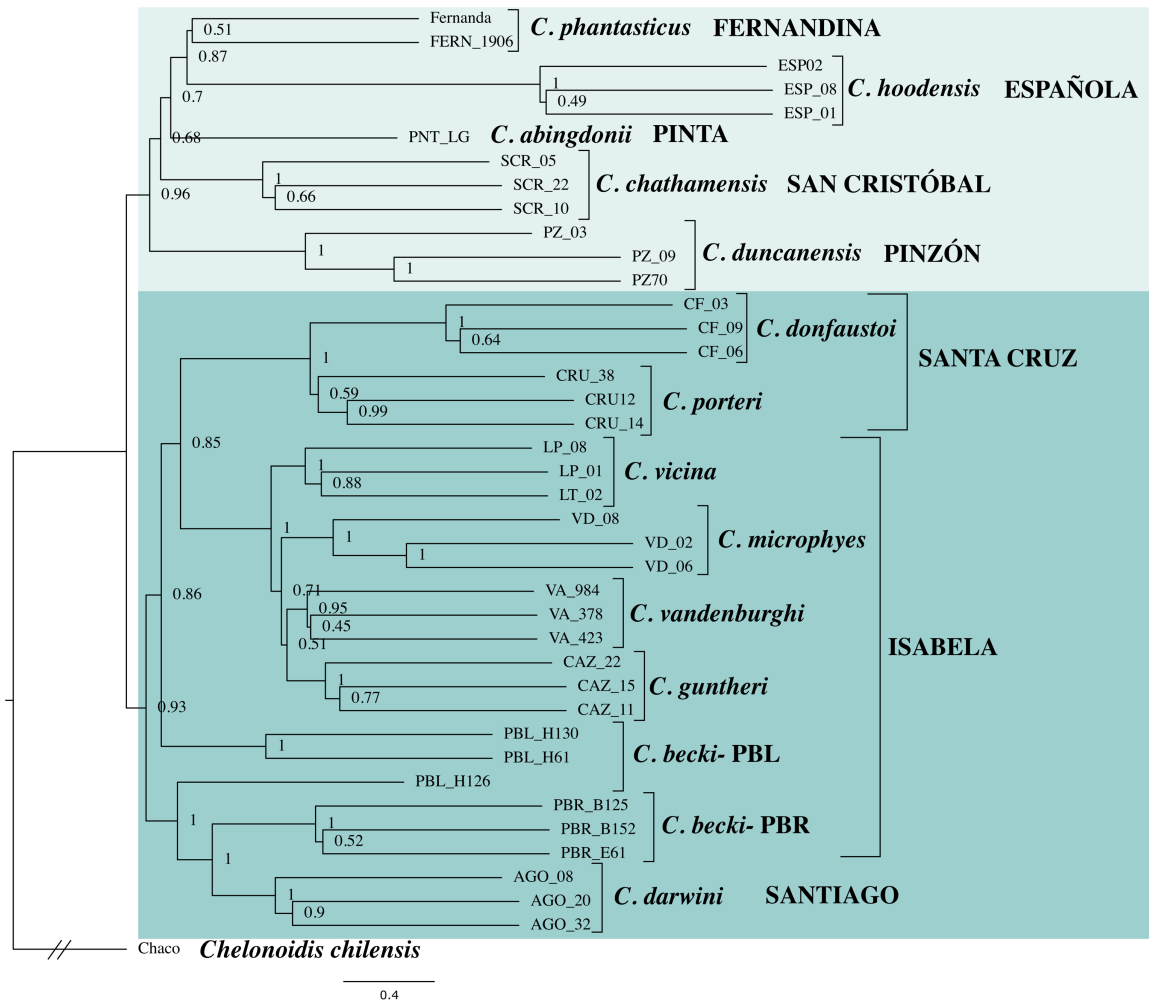 Fernanda
0.51
FERN_1906
C. phantasticus FERNANDINA
0.87
ESP02
1
ESP_08
0.49
ESP_01
C. hoodensis ESPAÑOLA
0.7
0.68
PNT_LG
C. abingdonii PINTA
SCR_05
1
SCR_22
0.66
SCR_10
C. chathamensis SAN CRISTÓBAL
0.96
PZ_03
1
PZ_09
1
PZ70
C. duncanensis PINZÓN
CF_03
1
CF_09
0.64
CF_06
C. donfaustoi
SANTA CRUZ
1
CRU_38
0.59
CRU12
0.99
CRU_14
C. porteri
0.85
LP_08
1
LP_01
0.88
LT_02
C. vicina
1
VD_08
1
VD_02
1
VD_06
C. microphyes
0.86
0.71
VA_984
0.95
VA_378
0.45
VA_423
C. vandenburghi
0.51
ISABELA
CAZ_22
1
CAZ_15
0.77
CAZ_11
C. guntheri
0.93
PBL_H130
1
PBL_H61
C. becki- PBL
PBL_H126
1
PBR_B125
1
PBR_B152
0.52
PBR_E61
C. becki- PBR
1
AGO_08
1
AGO_20
0.9
AGO_32
C. darwini SANTIAGO
Chaco Chelonoidis chilensis
0.4